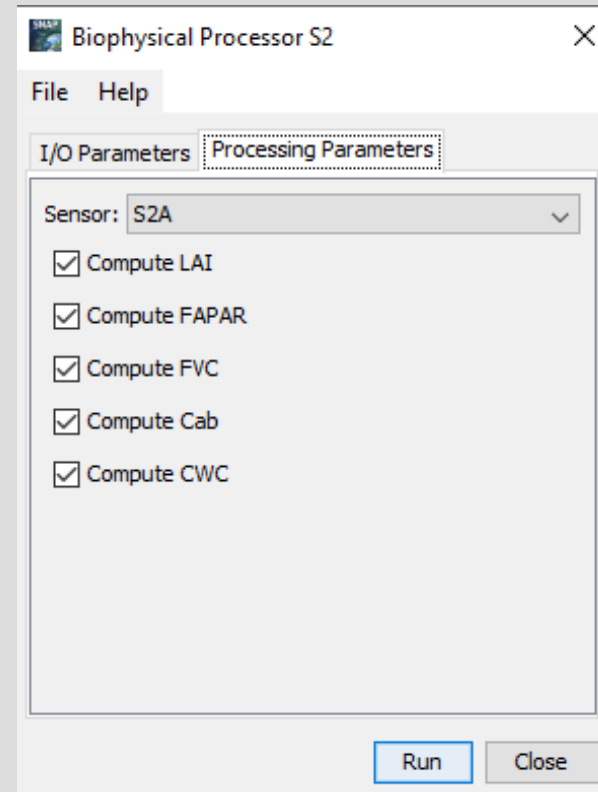 SNAP
Biophysical Processor S2
File Help
I/O Parameters Processing Parameters
Sensor: S2A
Compute LAI
Compute FAPAR
Compute FVC
Compute Cab
Compute CWC
Run Close